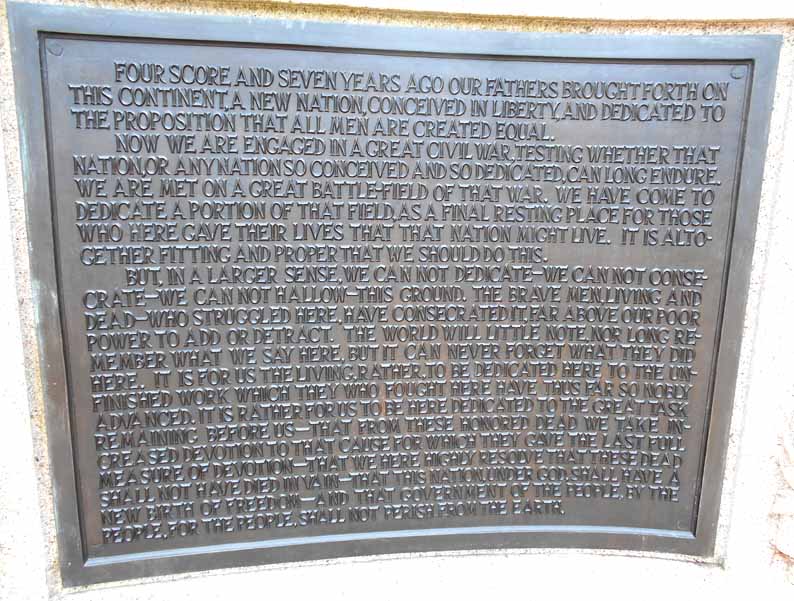 FOUR SCORE AND SEVEN YEARS AGO OUR FATHERS BROUGHT FORTH ON
THIS CONTINENT, A NEW NATION, CONCEIVED IN LIBERTY, AND DEDICATED TO
THE PROPOSITION THAT ALL MEN ARE CREATED EQUAL.
NOW WE ARE ENGAGED IN A GREAT CIVIL WAR, TESTING WHETHER THAT
NATION, OR ANY NATION SO CONCEIVED AND SO DEDICATED, CAN LONG ENDURE.
WE ARE MET ON A GREAT BATTLE-FIELD OF THAT WAR. WE HAVE COME TO
DEDICATE A PORTION OF THAT FIELD, AS A FINAL RESTING PLACE FOR THOSE
WHO HERE GAVE THEIR LIVES THAT THAT NATION MIGHT LIVE. IT IS ALTO-
GETHER FITTING AND PROPER THAT WE SHOULD DO THIS.
BUT, IN A LARGER SENSE, WE CAN NOT DEDICATE—WE CAN NOT CONSE-
CRATE—WE CAN NOT HALLOW—THIS GROUND. THE BRAVE MEN, LIVING AND
DEAD—WHO STRUGGLED HERE, HAVE CONSECRATED IT, FAR ABOVE OUR POOR
POWER TO ADD OR DETRACT. THE WORLD WILL LITTLE NOTE, NOR LONG RE-
MEMBER WHAT WE SAY HERE, BUT IT CAN NEVER FORGET WHAT THEY DID
HERE. IT IS FOR US THE LIVING, RATHER, TO BE DEDICATED HERE TO THE UN-
FINISHED WORK WHICH THEY WHO FOUGHT HERE HAVE THUS FAR SO NOBLY
ADVANCED. IT IS RATHER FOR US TO BE HERE DEDICATED TO THE GREAT TASK
REMAINING BEFORE US—THAT FROM THESE HONORED DEAD WE TAKE IN-
CREASED DEVOTION TO THAT CAUSE FOR WHICH THEY GAVE THE LAST FULL
MEASURE OF DEVOTION—THAT WE HERE HIGHLY RESOLVE THAT THESE DEAD
SHALL NOT HAVE DIED IN VAIN—THAT THIS NATION, UNDER GOD, SHALL HAVE A
NEW BIRTH OF FREEDOM—AND THAT GOVERNMENT OF THE PEOPLE, BY THE
PEOPLE, FOR THE PEOPLE, SHALL NOT PERISH FROM THE EARTH.